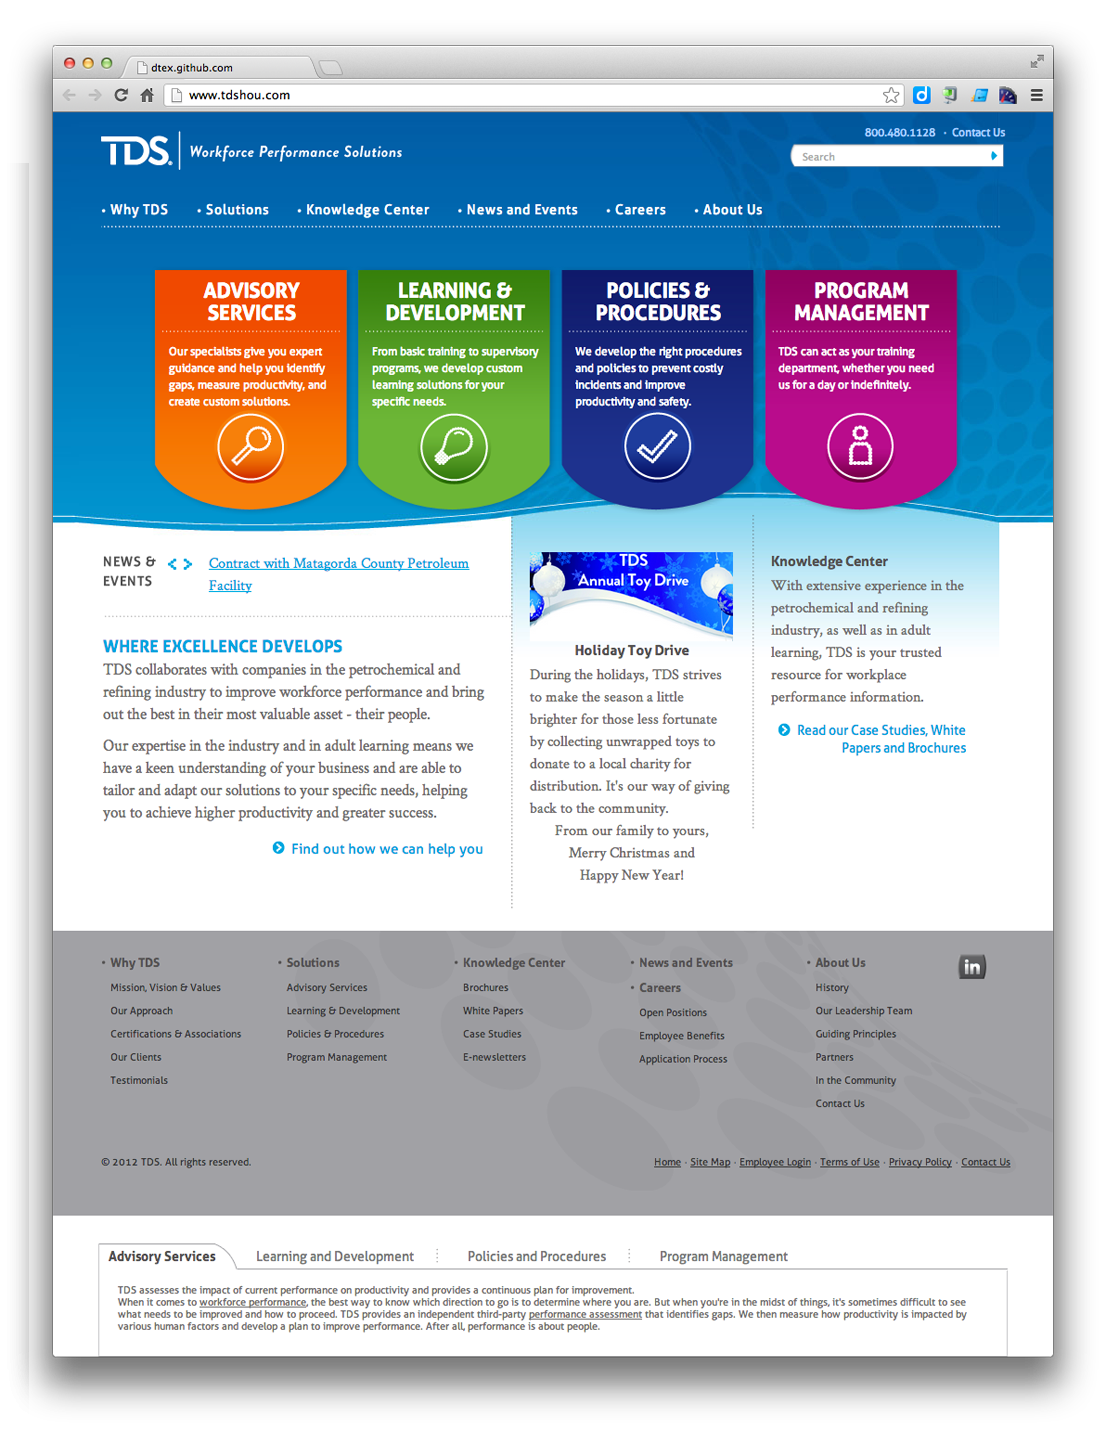 dtex.github.com
www.tdshou.com
800.480.1128 • Contact Us
TDS. Workforce Performance Solutions
Search
• Why TDS • Solutions • Knowledge Center • News and Events • Careers • About Us
ADVISORY
SERVICES
Our specialists give you expert
guidance and help you identify
gaps, measure productivity, and
create custom solutions.
LEARNING &
DEVELOPMENT
From basic training to supervisory
programs, we develop custom
learning solutions for your
specific needs.
POLICIES &
PROCEDURES
We develop the right procedures
and policies to prevent costly
incidents and improve
productivity and safety.
PROGRAM
MANAGEMENT
TDS can act as your training
department, whether you need
us for a day or indefinitely.
NEWS &
EVENTS
Contract with Matagorda County Petroleum
Facility
WHERE EXCELLENCE DEVELOPS
TDS collaborates with companies in the petrochemical and
refining industry to improve workforce performance and bring
out the best in their most valuable asset - their people.
Our expertise in the industry and in adult learning means we
have a keen understanding of your business and are able to
tailor and adapt our solutions to your specific needs, helping
you to achieve higher productivity and greater success.
Find out how we can help you
TDS
Annual Toy Drive
Holiday Toy Drive
During the holidays, TDS strives
to make the season a little
brighter for those less fortunate
by collecting unwrapped toys to
donate to a local charity for
distribution. It's our way of giving
back to the community.
From our family to yours,
Merry Christmas and
Happy New Year!
Knowledge Center
With extensive experience in the
petrochemical and refining
industry, as well as in adult
learning, TDS is your trusted
resource for workplace
performance information.
Read our Case Studies, White
Papers and Brochures
• Why TDS
Mission, Vision & Values
Our Approach
Certifications & Associations
Our Clients
Testimonials
• Solutions
Advisory Services
Learning & Development
Policies & Procedures
Program Management
• Knowledge Center
Brochures
White Papers
Case Studies
E-newsletters
• News and Events
• Careers
Open Positions
Employee Benefits
Application Process
• About Us
History
Our Leadership Team
Guiding Principles
Partners
In the Community
Contact Us
in
© 2012 TDS. All rights reserved.
Home · Site Map · Employee Login · Terms of Use · Privacy Policy · Contact Us
Advisory Services Learning and Development Policies and Procedures Program Management
TDS assesses the impact of current performance on productivity and provides a continuous plan for improvement.
When it comes to workforce performance, the best way to know which direction to go is to determine where you are. But when you're in the midst of things, it's sometimes difficult to see
what needs to be improved and how to proceed. TDS provides an independent third-party performance assessment that identifies gaps. We then measure how productivity is impacted by
various human factors and develop a plan to improve performance. After all, performance is about people.